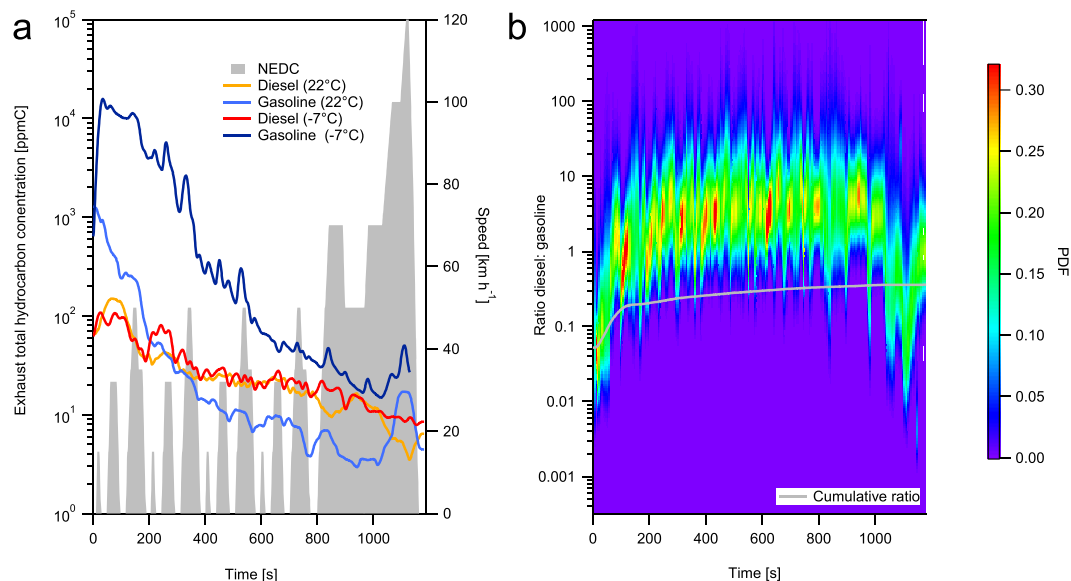 a
Exhaust total hydrocarbon concentration [ppmC]
10^5
10^4
10^3
10^2
10^1
10^0
NEDC
Diesel (22°C)
Gasoline (22°C)
Diesel (-7°C)
Gasoline (-7°C)
120
100
80
60
40
20
0
Speed [km h^-1]
0 200 400 600 800 1000
Time [s]
b
Ratio diesel: gasoline
1000
100
10
1
0.1
0.01
0.001
Cumulative ratio
0 200 400 600 800 1000
Time [s]
0.30
0.25
0.20
0.15
0.10
0.05
0.00
PDF